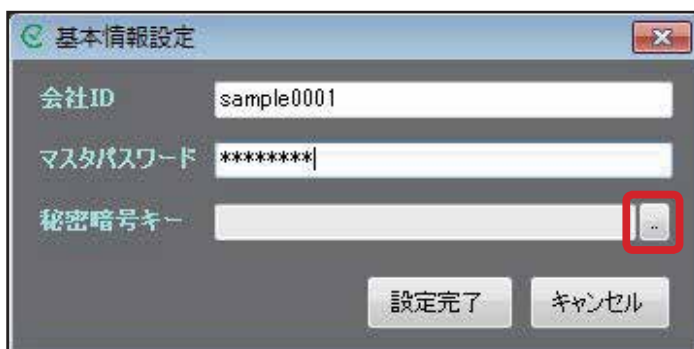 基本情報設定
会社ID sample0001
マスタパスワード ********
秘密暗号キー ..
設定完了 キャンセル